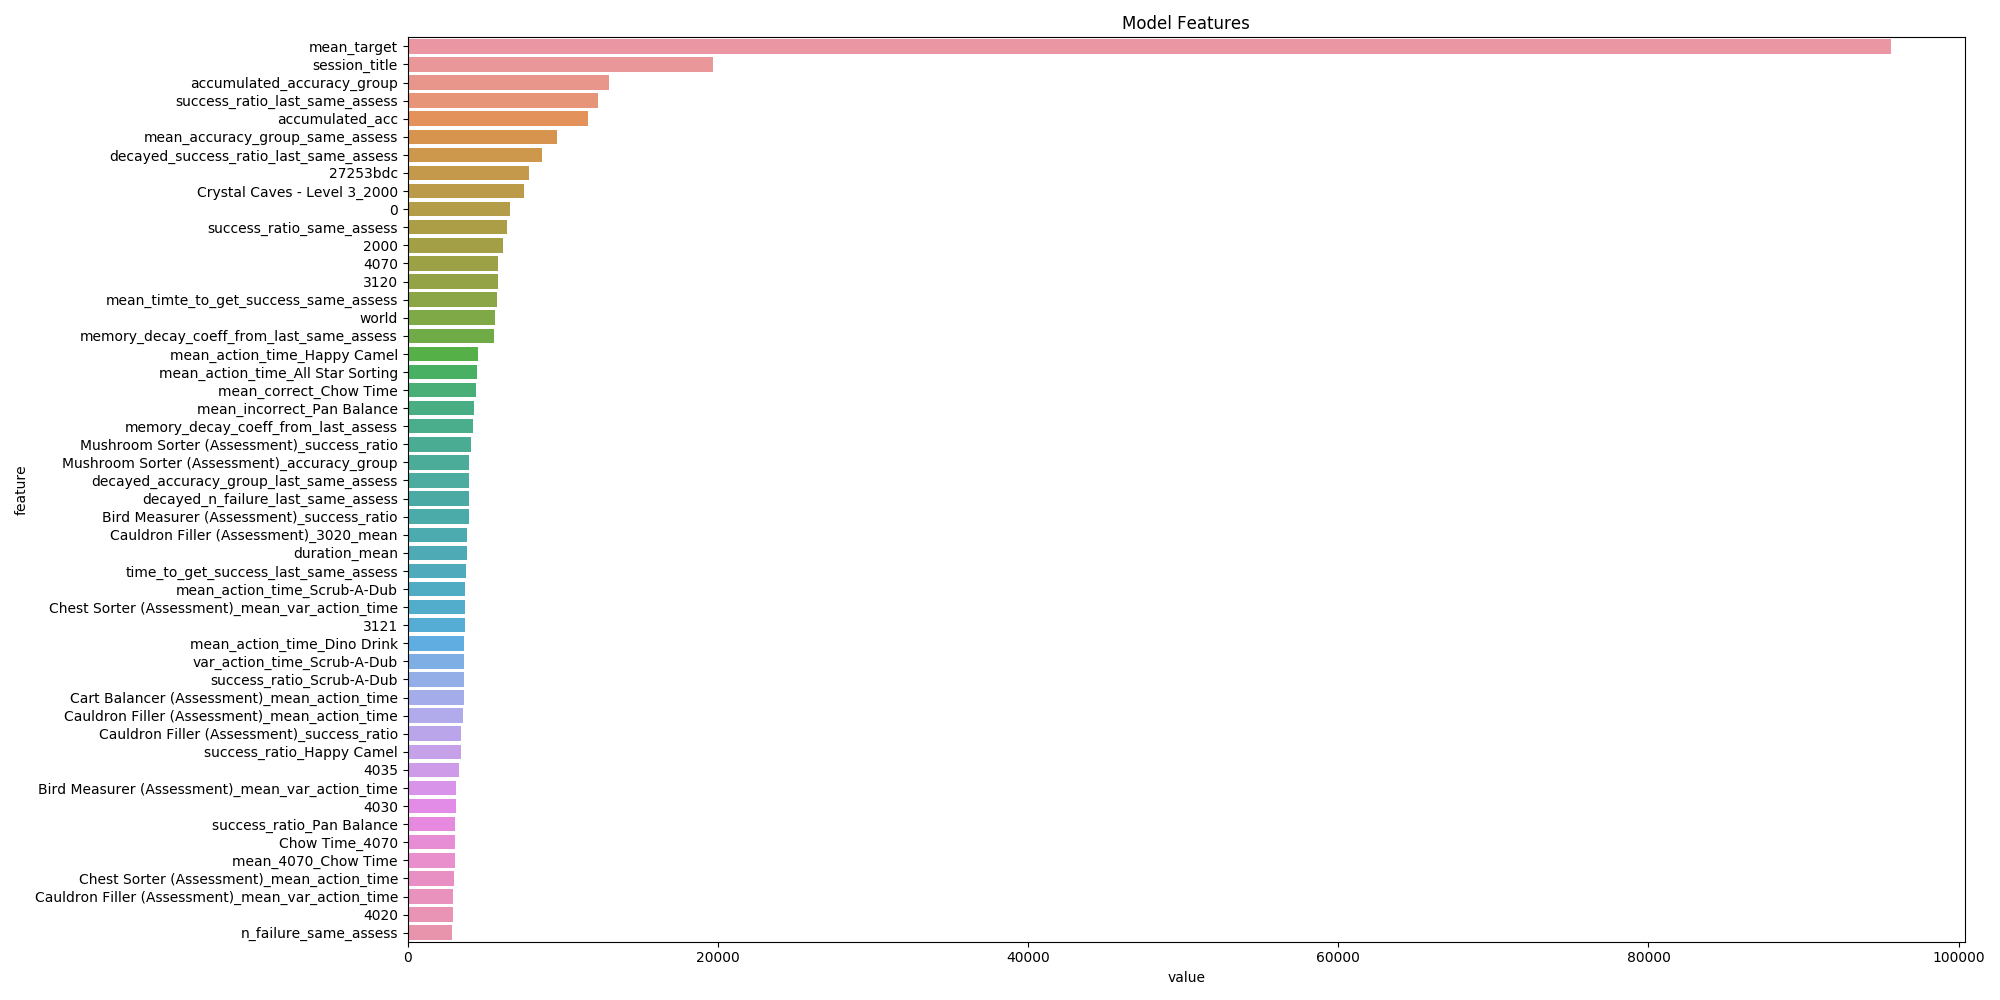 Model Features
mean_target
session_title
accumulated_accuracy_group
success_ratio_last_same_assess
accumulated_acc
mean_accuracy_group_same_assess
decayed_success_ratio_last_same_assess
27253bdc
Crystal Caves - Level 3_2000
0
success_ratio_same_assess
2000
4070
3120
mean_timte_to_get_success_same_assess
world
memory_decay_coeff_from_last_same_assess
mean_action_time_Happy Camel
mean_action_time_All Star Sorting
mean_correct_Chow Time
mean_incorrect_Pan Balance
memory_decay_coeff_from_last_assess
Mushroom Sorter (Assessment)_success_ratio
Mushroom Sorter (Assessment)_accuracy_group
decayed_accuracy_group_last_same_assess
decayed_n_failure_last_same_assess
Bird Measurer (Assessment)_success_ratio
Cauldron Filler (Assessment)_3020_mean
duration_mean
time_to_get_success_last_same_assess
mean_action_time_Scrub-A-Dub
Chest Sorter (Assessment)_mean_var_action_time
3121
mean_action_time_Dino Drink
var_action_time_Scrub-A-Dub
success_ratio_Scrub-A-Dub
Cart Balancer (Assessment)_mean_action_time
Cauldron Filler (Assessment)_mean_action_time
Cauldron Filler (Assessment)_success_ratio
success_ratio_Happy Camel
4035
Bird Measurer (Assessment)_mean_var_action_time
4030
success_ratio_Pan Balance
Chow Time_4070
mean_4070_Chow Time
Chest Sorter (Assessment)_mean_action_time
Cauldron Filler (Assessment)_mean_var_action_time
4020
n_failure_same_assess
feature
0 20000 40000 60000 80000 100000
value